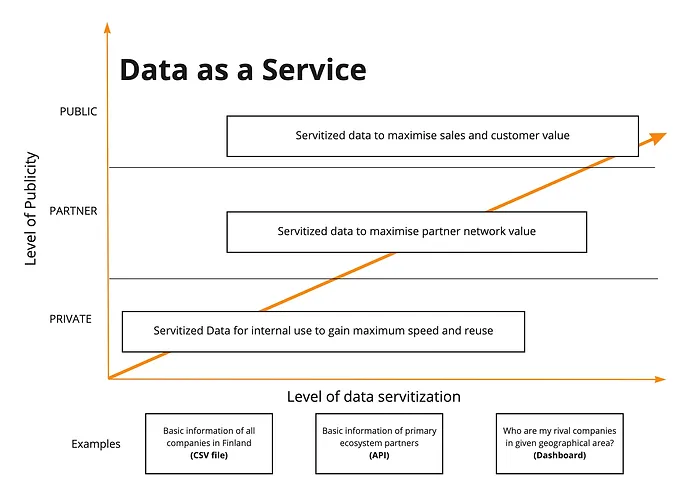 Data as a Service
PUBLIC
Servitized data to maximise sales and customer value
Level of Publicity
PARTNER
Servitized data to maximise partner network value
PRIVATE
Servitized Data for internal use to gain maximum speed and reuse
Level of data servitization
Examples
Basic information of all
companies in Finland
(CSV file)
Basic information of primary
ecosystem partners
(API)
Who are my rival companies
in given geographical area?
(Dashboard)